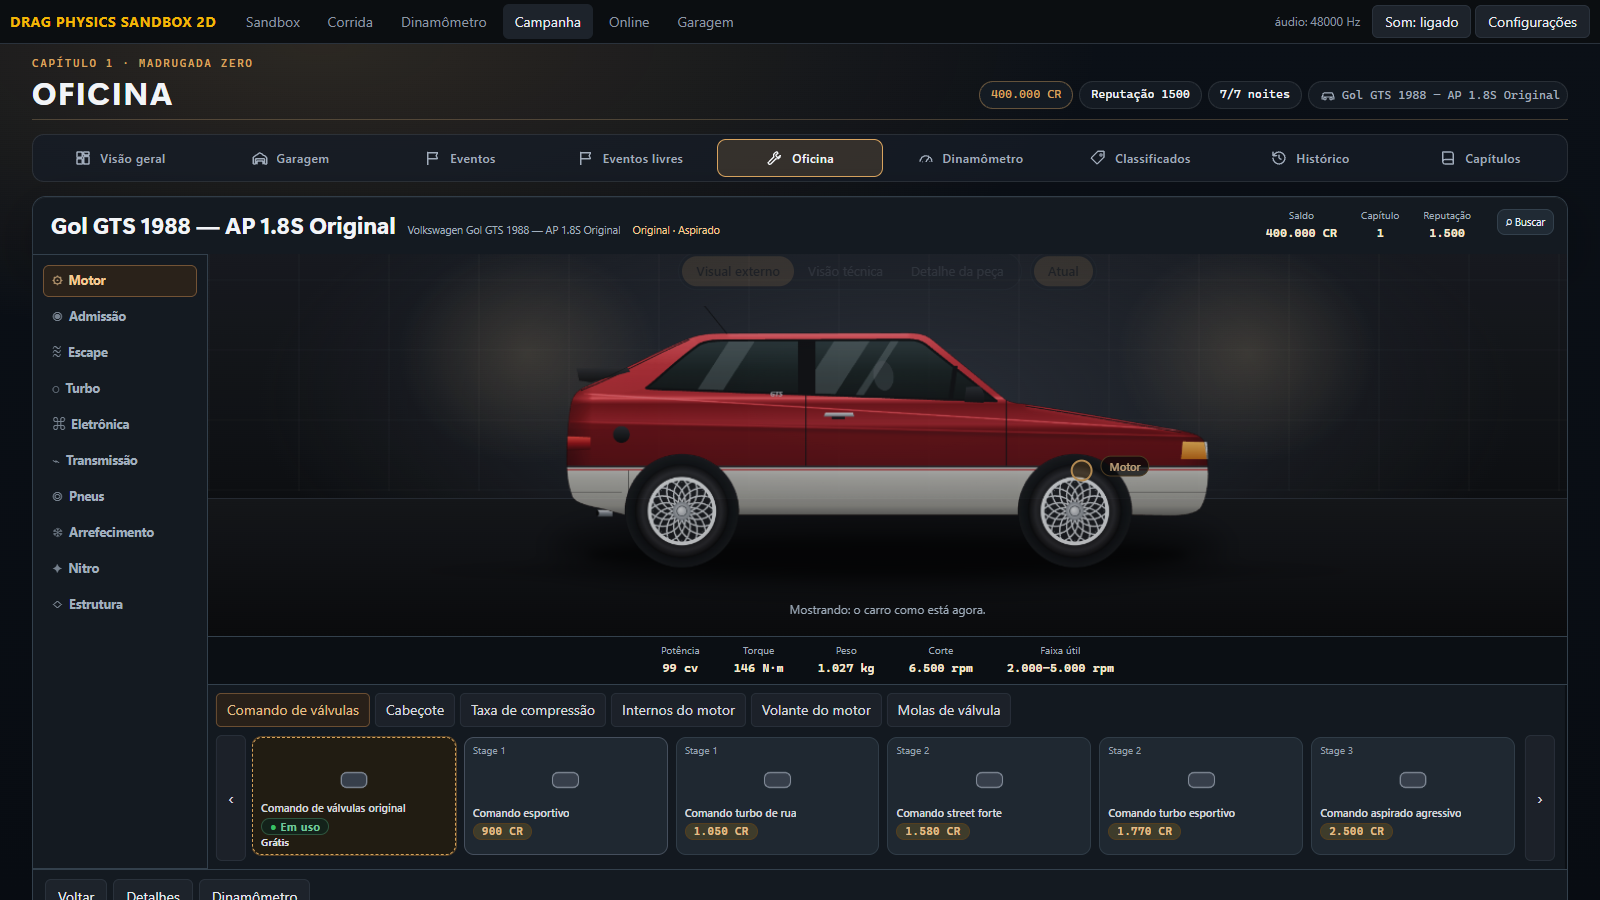 DRAG PHYSICS SANDBOX 2D Sandbox Corrida Dinamômetro Campanha Online Garagem áudio: 48000 Hz Som: ligado Configurações
CAPÍTULO 1 · MADRUGADA ZERO
OFICINA
400.000 CR Reputação 1500 7/7 noites Gol GTS 1988 — AP 1.8S Original
Visão geral Garagem Eventos Eventos livres Oficina Dinamômetro Classificados Histórico Capítulos
Gol GTS 1988 — AP 1.8S Original Volkswagen Gol GTS 1988 — AP 1.8S Original Original · Aspirado
Saldo Capítulo Reputação
400.000 CR 1 1.500
Buscar
Motor
Admissão
Escape
Turbo
Eletrônica
Transmissão
Pneus
Arrefecimento
Nitro
Estrutura
Visual externo Visão técnica Detalhe da peça Atual
GTS
Motor
Mostrando: o carro como está agora.
Potência Torque Peso Corte Faixa útil
99 cv 146 N·m 1.027 kg 6.500 rpm 2.000–5.000 rpm
Comando de válvulas Cabeçote Taxa de compressão Internos do motor Volante do motor Molas de válvula
‹
Comando de válvulas original
• Em uso
Grátis
Stage 1
Comando esportivo
900 CR
Stage 1
Comando turbo de rua
1.050 CR
Stage 2
Comando street forte
1.580 CR
Stage 2
Comando turbo esportivo
1.770 CR
Stage 3
Comando aspirado agressivo
2.500 CR
›
Voltar Detalhes Dinamômetro